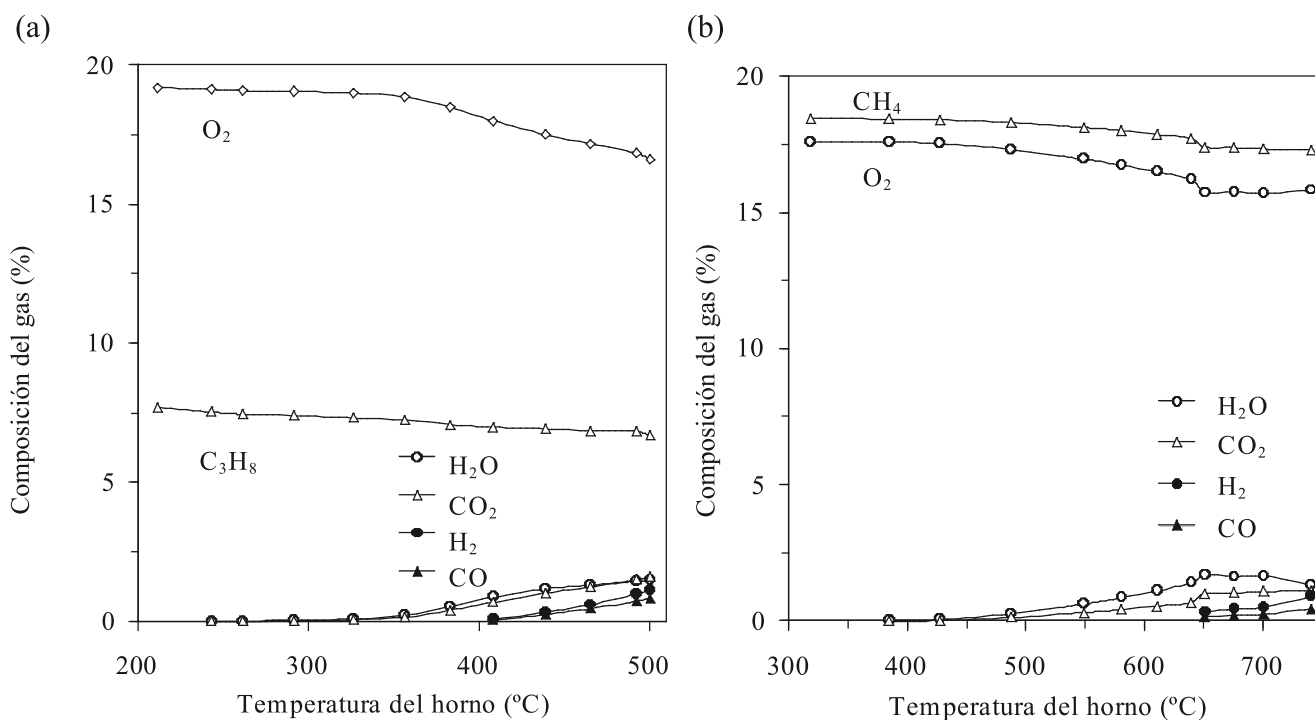 (a)
20
15
10
5
0
Composición del gas (%)
O₂
C₃H₈
H₂O
CO₂
H₂
CO
200
300
400
500
Temperatura del horno (ºC)
(b)
20
15
10
5
0
Composición del gas (%)
CH₄
O₂
H₂O
CO₂
H₂
CO
300
400
500
600
700
Temperatura del horno (ºC)